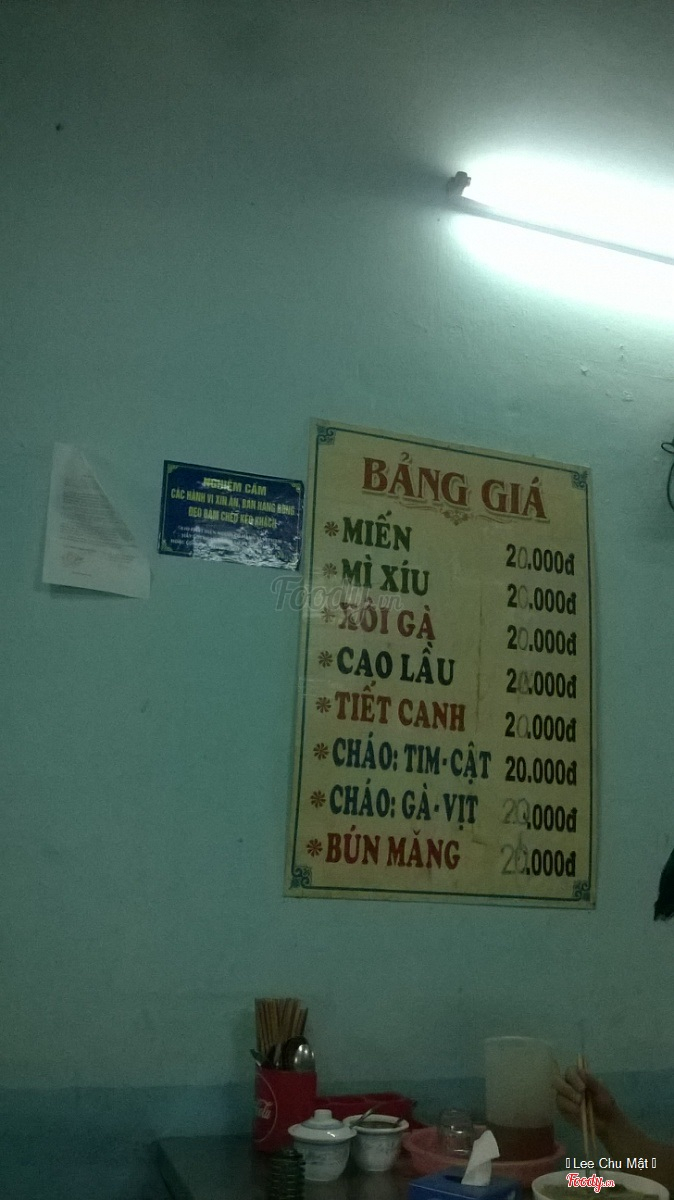 NGHIÊM CẤM
CÁC HÀNH VI XIN ĂN, BÁN HÀNG RONG
ĐEO BÁM CHÈO KÉO KHÁCH
BẢNG GIÁ
MIẾN 20.000đ
MÌ XÍU 20.000đ
XÔI GÀ 20.000đ
CAO LẦU 20.000đ
TIẾT CANH 20.000đ
CHÁO: TIM-CẬT 20.000đ
CHÁO: GÀ-VỊT 20.000đ
BÚN MĂNG 20.000đ
Foody.vn
Lee Chu Mật
Foody.vn